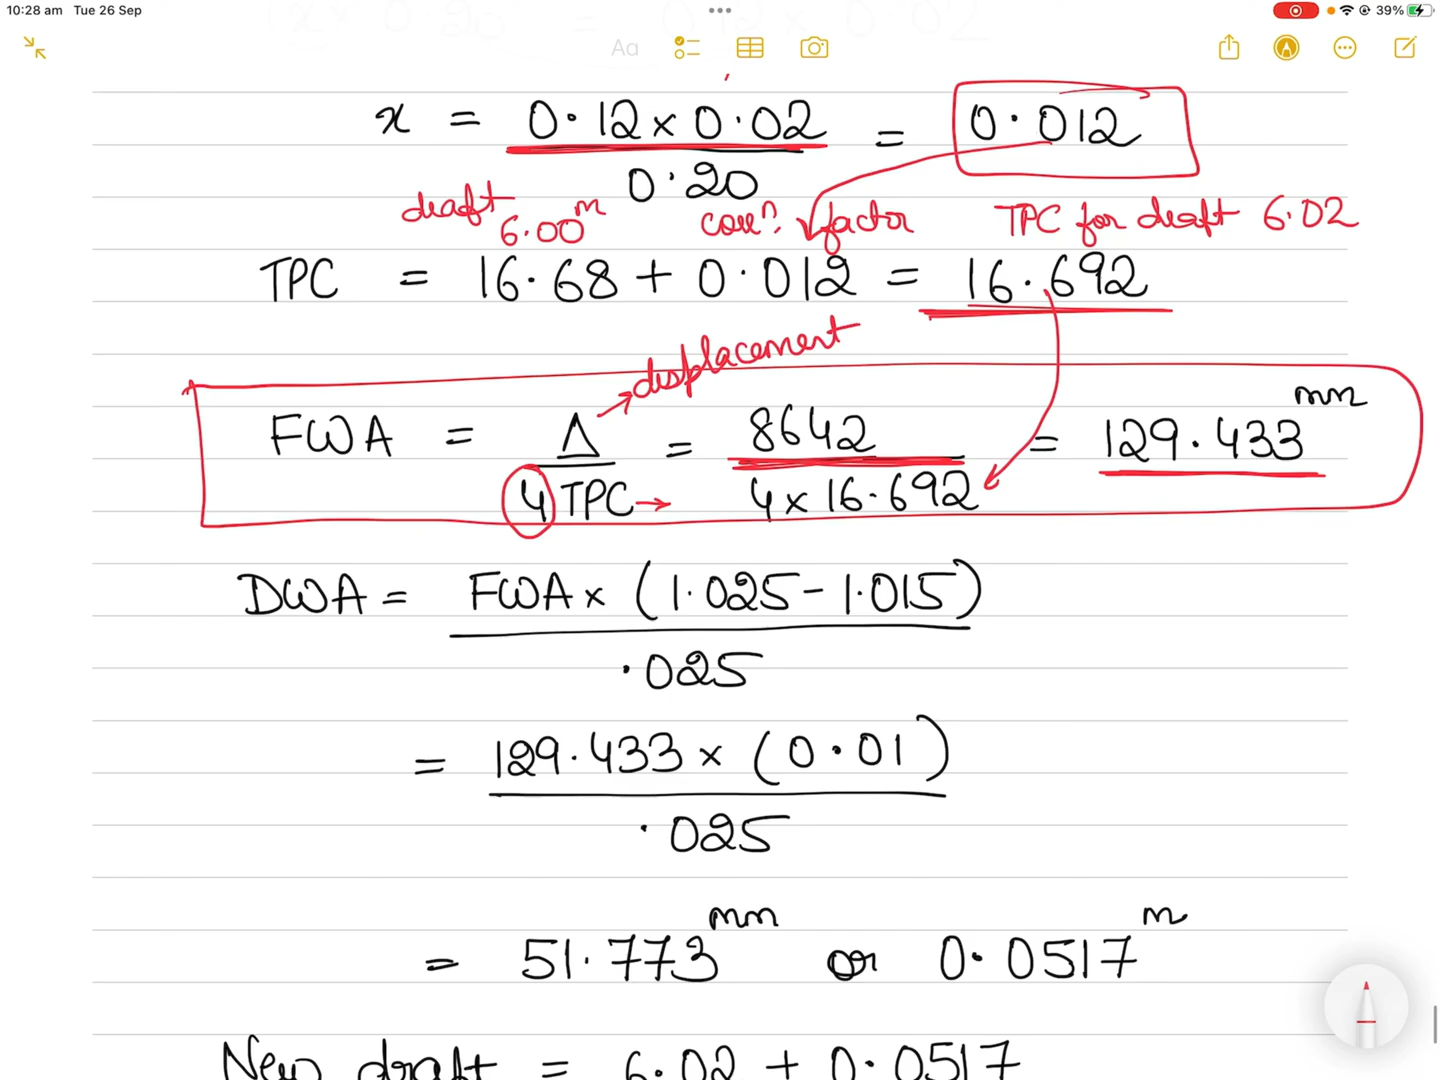 10:28 am Tue 26 Sep
39%
Aa
x = 0.12 x 0.02 = 0.012
0.20
draft 6.00 m corrⁿ. factor TPC for draft 6.02
TPC = 16.68 + 0.012 = 16.692
displacement
FWA = Δ = 8642 = 129.433 mm
4 TPC → 4 x 16.692
DWA = FWA x (1.025 - 1.015)
.025
= 129.433 x (0.01)
.025
= 51.773 mm or 0.0517 m
New draft = 6.02 + 0.0517